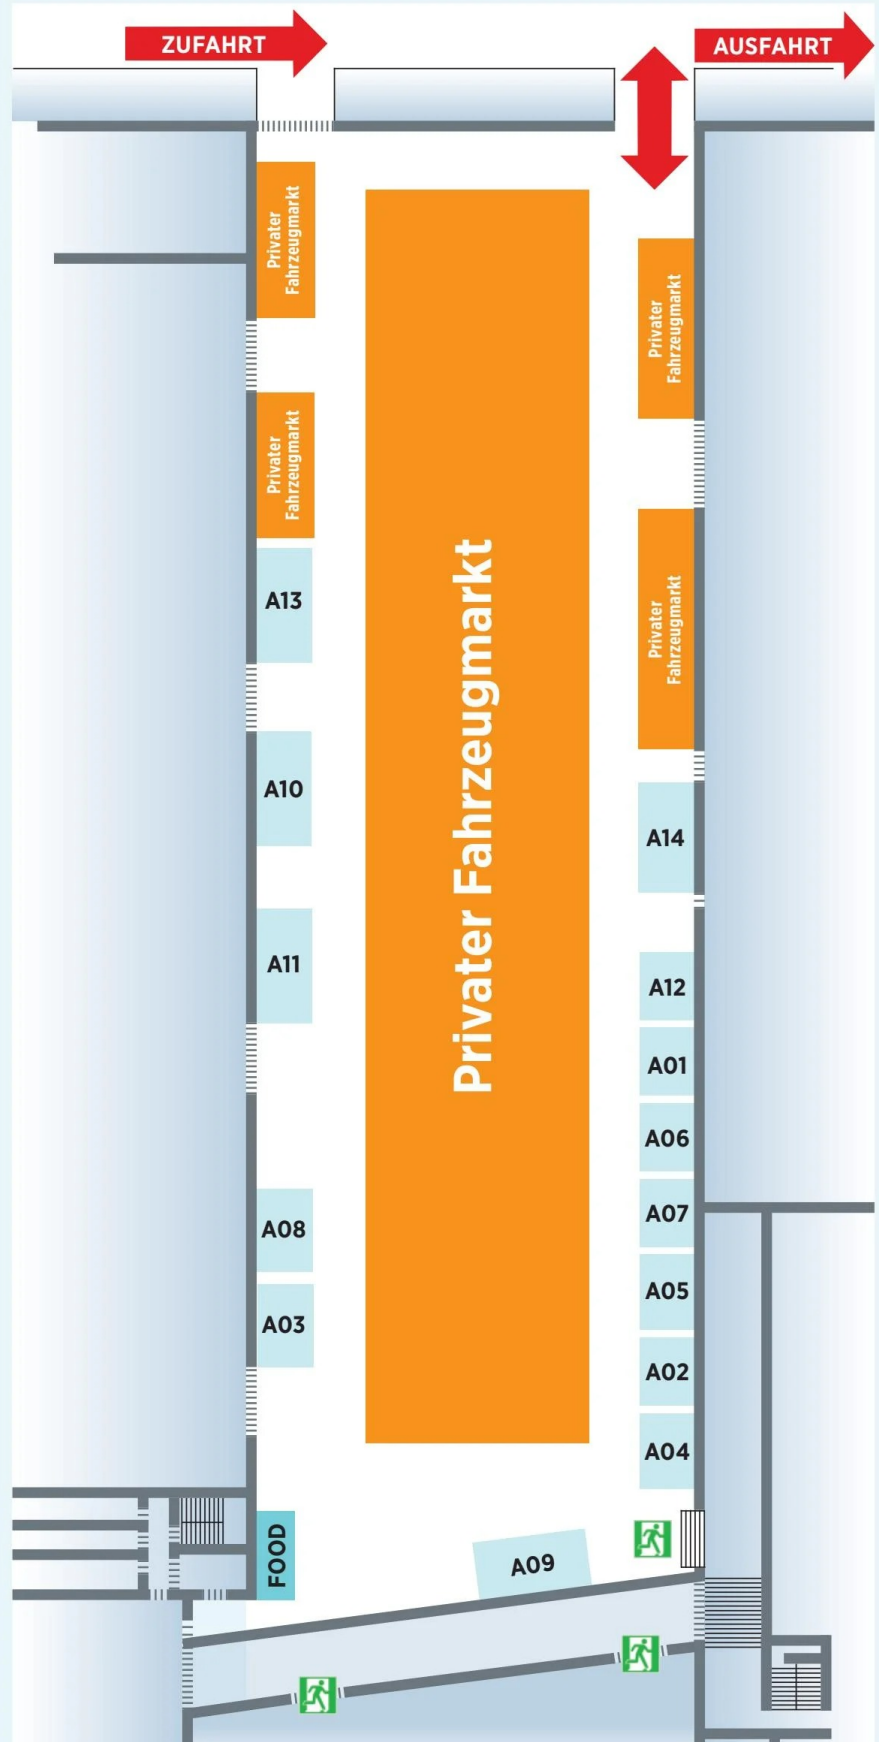 ZUFAHRT
AUSFAHRT
Privater
Fahrzeugmarkt
Privater
Fahrzeugmarkt
Privater
Fahrzeugmarkt
Privater
Fahrzeugmarkt
Privater Fahrzeugmarkt
A13
A10
A11
A08
A03
FOOD
A14
A12
A01
A06
A07
A05
A02
A04
A09